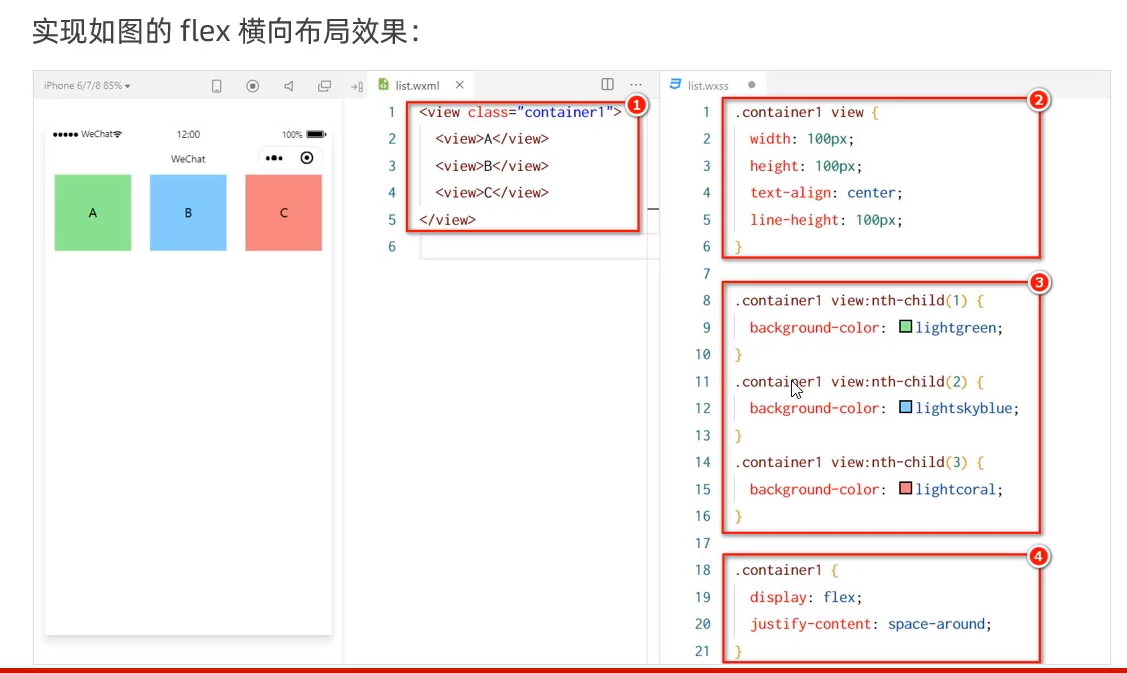 实现如图的 flex 横向布局效果：
iPhone 6/7/8 85%
list.wxml
list.wxss
WeChat
12:00
100%
WeChat
A
B
C
1
1 <view class="container1">
2 <view>A</view>
3 <view>B</view>
4 <view>C</view>
5 </view>
6
2
1 .container1 view {
2 width: 100px;
3 height: 100px;
4 text-align: center;
5 line-height: 100px;
6 }
7
3
8 .container1 view:nth-child(1) {
9 background-color: lightgreen;
10 }
11 .container1 view:nth-child(2) {
12 background-color: lightskyblue;
13 }
14 .container1 view:nth-child(3) {
15 background-color: lightcoral;
16 }
17
4
18 .container1 {
19 display: flex;
20 justify-content: space-around;
21 }